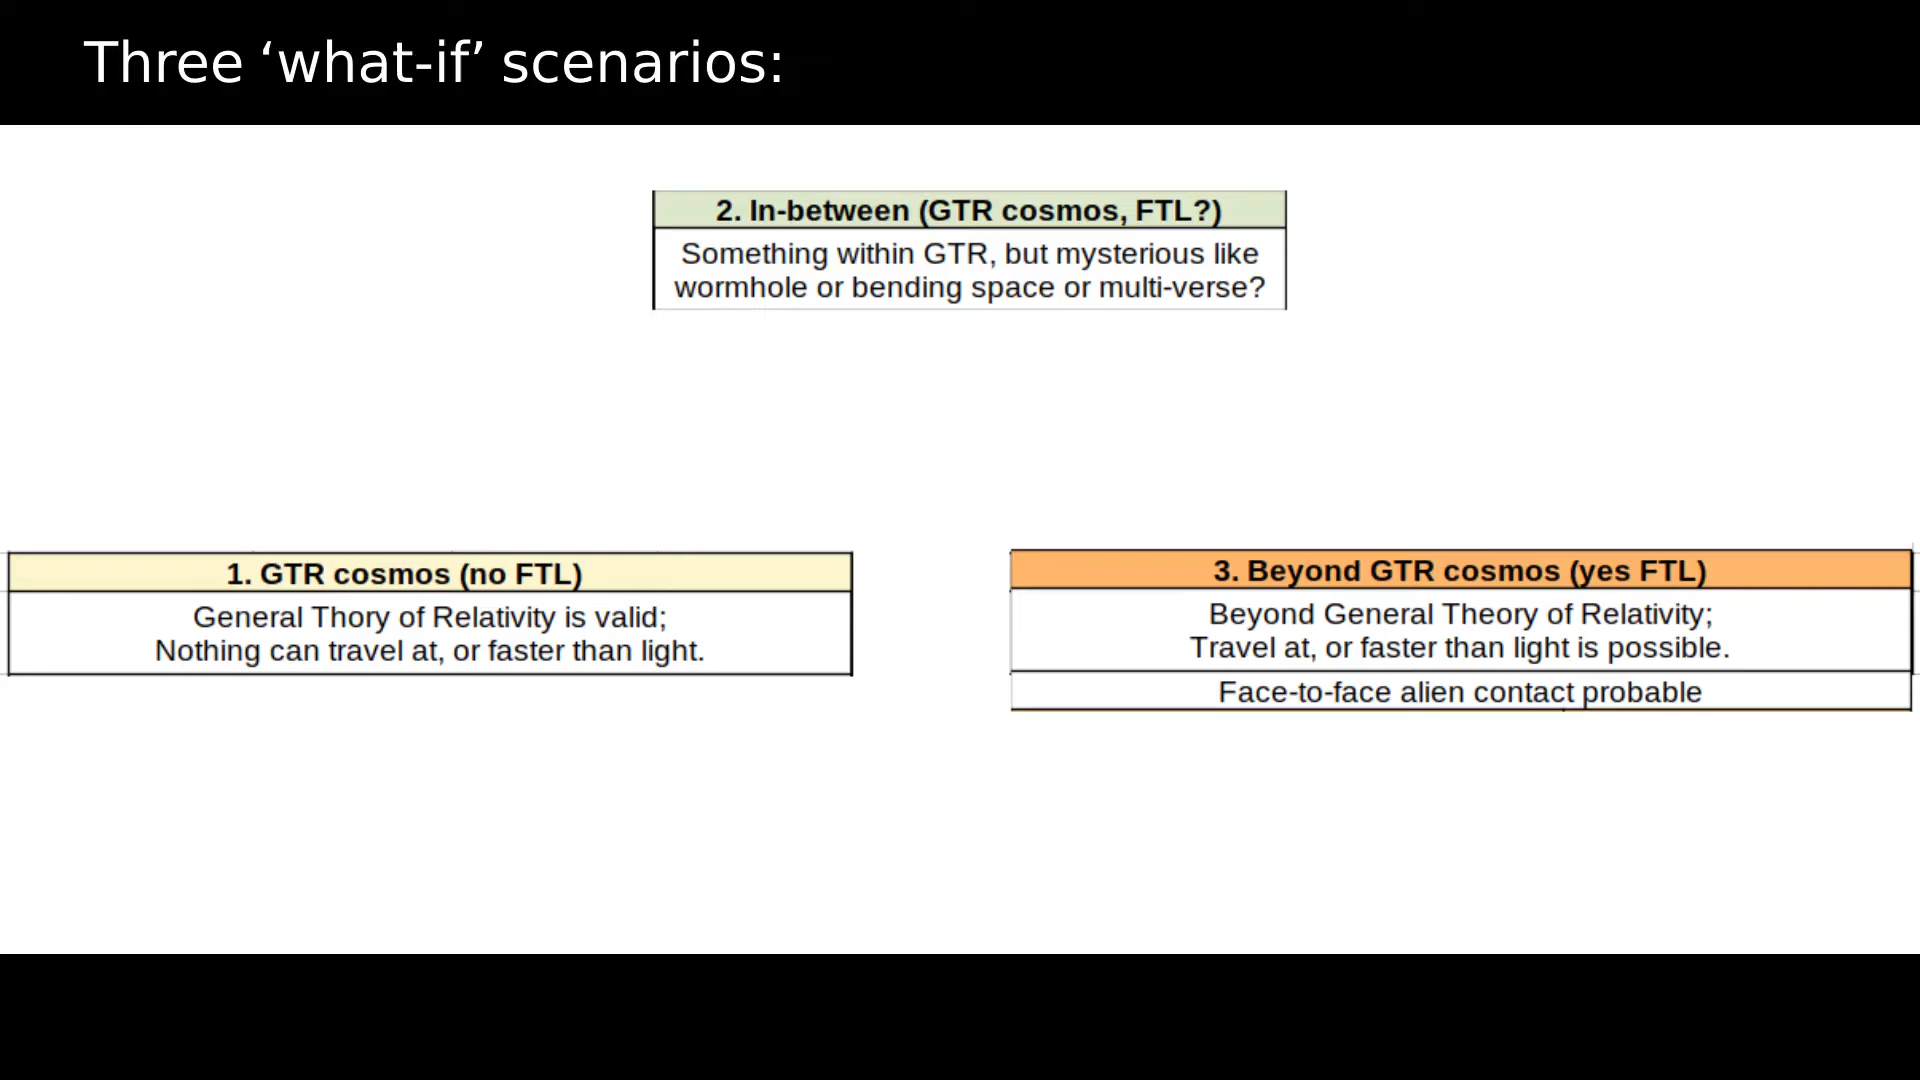 Three ‘what-if’ scenarios:
2. In-between (GTR cosmos, FTL?)
Something within GTR, but mysterious like
wormhole or bending space or multi-verse?
1. GTR cosmos (no FTL)
General Thory of Relativity is valid;
Nothing can travel at, or faster than light.
3. Beyond GTR cosmos (yes FTL)
Beyond General Theory of Relativity;
Travel at, or faster than light is possible.
Face-to-face alien contact probable